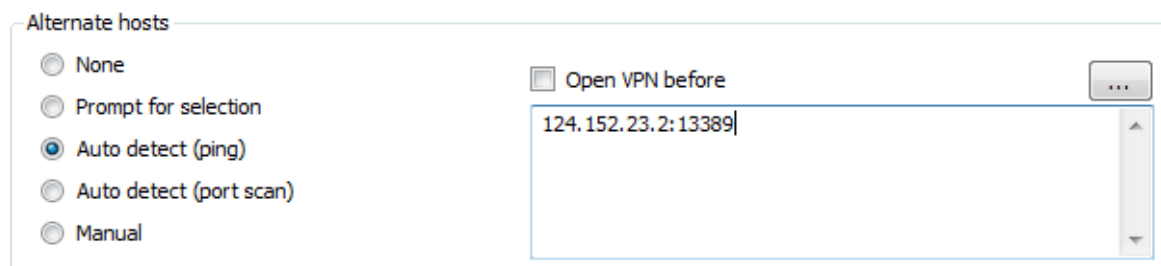 Alternate hosts
None
Prompt for selection
Auto detect (ping)
Auto detect (port scan)
Manual
Open VPN before
...
124.152.23.2:13389